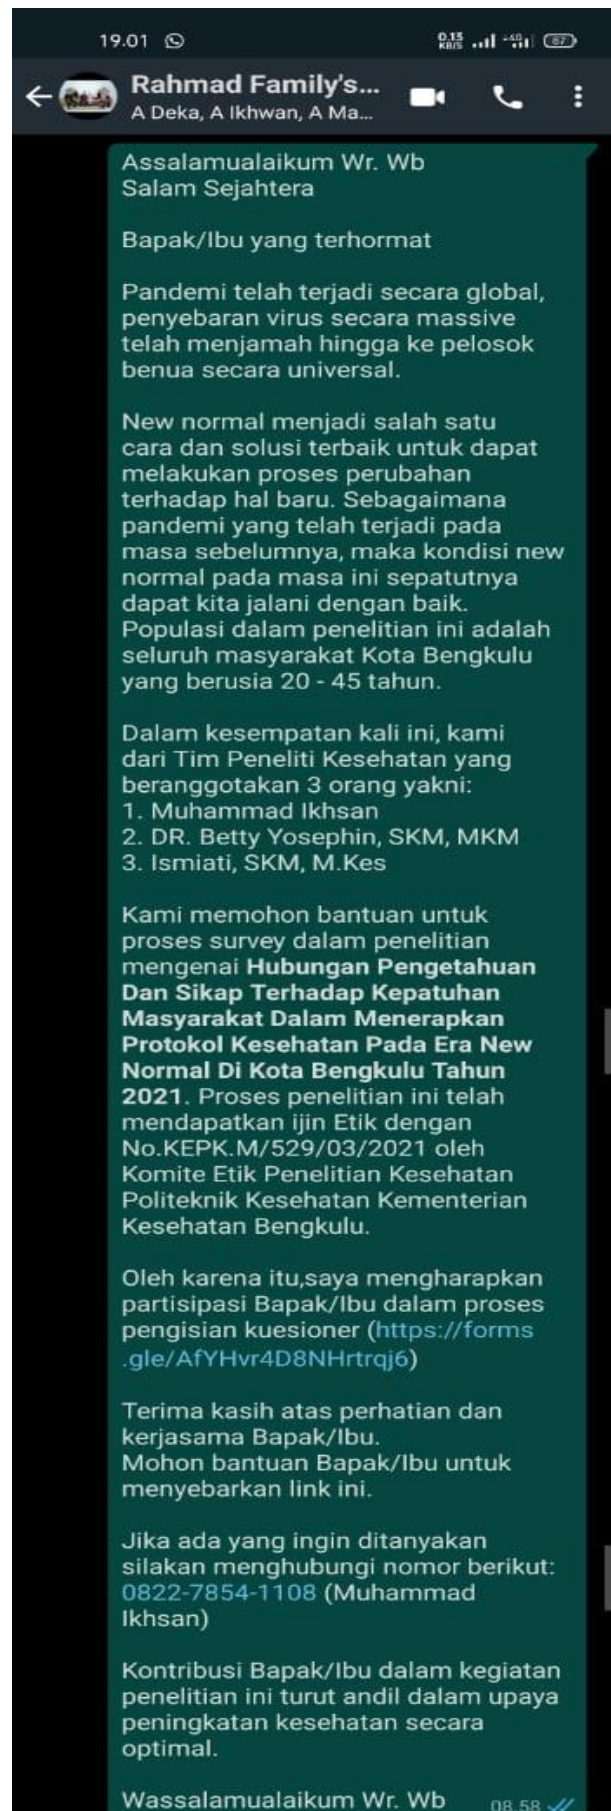 19.01
0.13 KB/S 4G 87
Rahmad Family's...
A Deka, A Ikhwan, A Ma...
Assalamualaikum Wr. Wb
Salam Sejahtera
Bapak/Ibu yang terhormat
Pandemi telah terjadi secara global,
penyebaran virus secara massive
telah menjamah hingga ke pelosok
benua secara universal.
New normal menjadi salah satu
cara dan solusi terbaik untuk dapat
melakukan proses perubahan
terhadap hal baru. Sebagaimana
pandemi yang telah terjadi pada
masa sebelumnya, maka kondisi new
normal pada masa ini sepatutnya
dapat kita jalani dengan baik.
Populasi dalam penelitian ini adalah
seluruh masyarakat Kota Bengkulu
yang berusia 20 - 45 tahun.
Dalam kesempatan kali ini, kami
dari Tim Peneliti Kesehatan yang
beranggotakan 3 orang yakni:
1. Muhammad Ikhsan
2. DR. Betty Yosephin, SKM, MKM
3. Ismiati, SKM, M.Kes
Kami memohon bantuan untuk
proses survey dalam penelitian
mengenai Hubungan Pengetahuan
Dan Sikap Terhadap Kepatuhan
Masyarakat Dalam Menerapkan
Protokol Kesehatan Pada Era New
Normal Di Kota Bengkulu Tahun
2021. Proses penelitian ini telah
mendapatkan ijin Etik dengan
No.KEPK.M/529/03/2021 oleh
Komite Etik Penelitian Kesehatan
Politeknik Kesehatan Kementerian
Kesehatan Bengkulu.
Oleh karena itu,saya mengharapkan
partisipasi Bapak/Ibu dalam proses
pengisian kuesioner (https://forms
.gle/AfYHvr4D8NHrtrqj6)
Terima kasih atas perhatian dan
kerjasama Bapak/Ibu.
Mohon bantuan Bapak/Ibu untuk
menyebarkan link ini.
Jika ada yang ingin ditanyakan
silakan menghubungi nomor berikut:
0822-7854-1108 (Muhammad
Ikhsan)
Kontribusi Bapak/Ibu dalam kegiatan
penelitian ini turut andil dalam upaya
peningkatan kesehatan secara
optimal.
Wassalamualaikum Wr. Wb 08.58